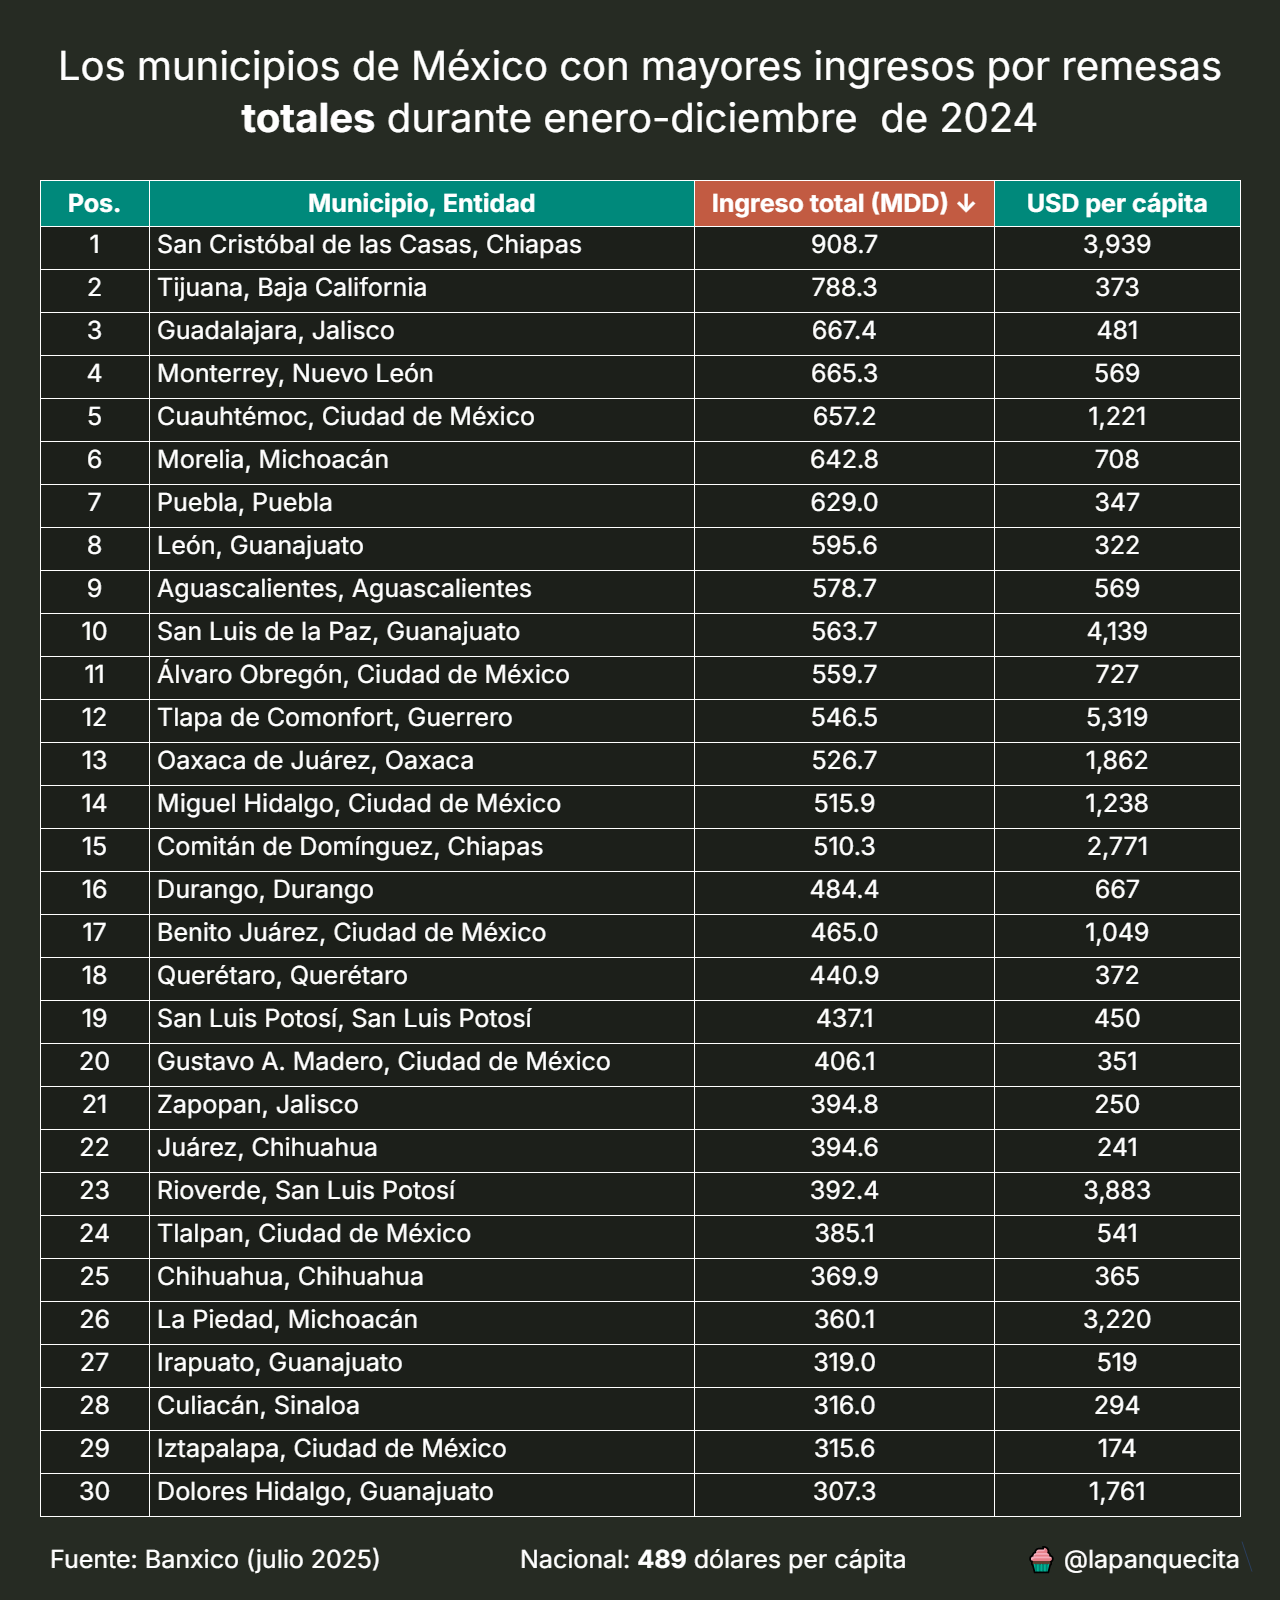 Los municipios de México con mayores ingresos por remesas
totales durante enero-diciembre  de 2024
Pos. Municipio, Entidad Ingreso total (MDD) ↓ USD per cápita
1 San Cristóbal de las Casas, Chiapas 908.7 3,939
2 Tijuana, Baja California 788.3 373
3 Guadalajara, Jalisco 667.4 481
4 Monterrey, Nuevo León 665.3 569
5 Cuauhtémoc, Ciudad de México 657.2 1,221
6 Morelia, Michoacán 642.8 708
7 Puebla, Puebla 629.0 347
8 León, Guanajuato 595.6 322
9 Aguascalientes, Aguascalientes 578.7 569
10 San Luis de la Paz, Guanajuato 563.7 4,139
11 Álvaro Obregón, Ciudad de México 559.7 727
12 Tlapa de Comonfort, Guerrero 546.5 5,319
13 Oaxaca de Juárez, Oaxaca 526.7 1,862
14 Miguel Hidalgo, Ciudad de México 515.9 1,238
15 Comitán de Domínguez, Chiapas 510.3 2,771
16 Durango, Durango 484.4 667
17 Benito Juárez, Ciudad de México 465.0 1,049
18 Querétaro, Querétaro 440.9 372
19 San Luis Potosí, San Luis Potosí 437.1 450
20 Gustavo A. Madero, Ciudad de México 406.1 351
21 Zapopan, Jalisco 394.8 250
22 Juárez, Chihuahua 394.6 241
23 Rioverde, San Luis Potosí 392.4 3,883
24 Tlalpan, Ciudad de México 385.1 541
25 Chihuahua, Chihuahua 369.9 365
26 La Piedad, Michoacán 360.1 3,220
27 Irapuato, Guanajuato 319.0 519
28 Culiacán, Sinaloa 316.0 294
29 Iztapalapa, Ciudad de México 315.6 174
30 Dolores Hidalgo, Guanajuato 307.3 1,761
Fuente: Banxico (julio 2025) Nacional: 489 dólares per cápita 🧁 @lapanquecita